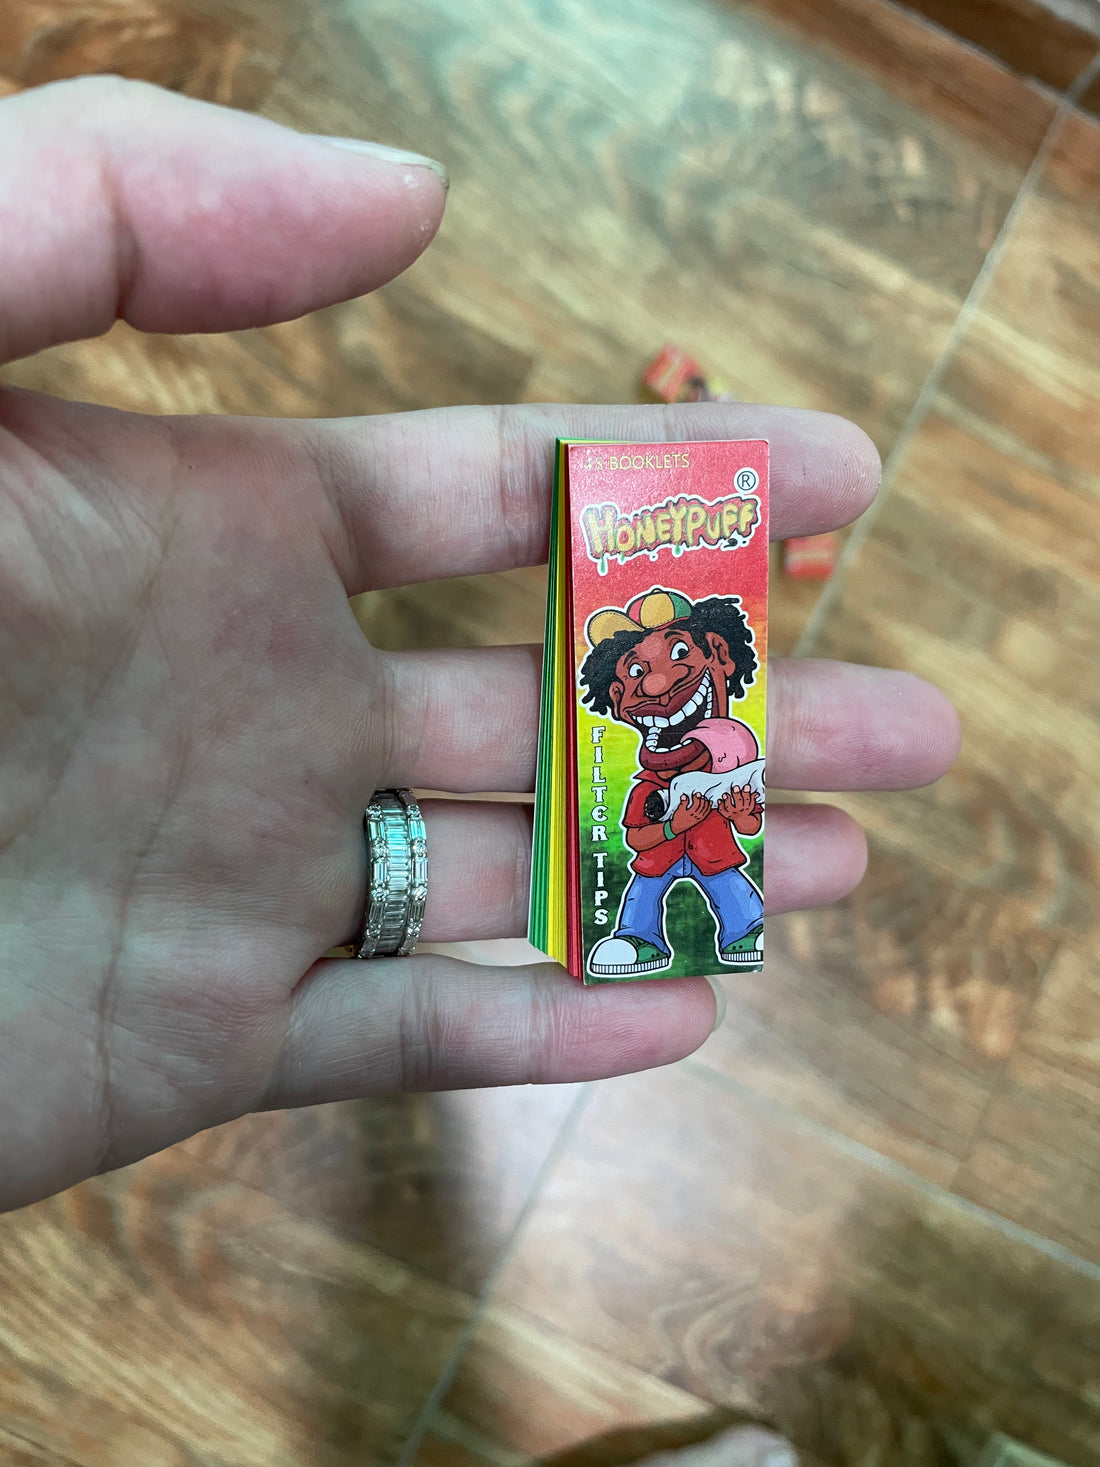 48 BOOKLETS
®
HONEYPUFF
FILTER TIPS